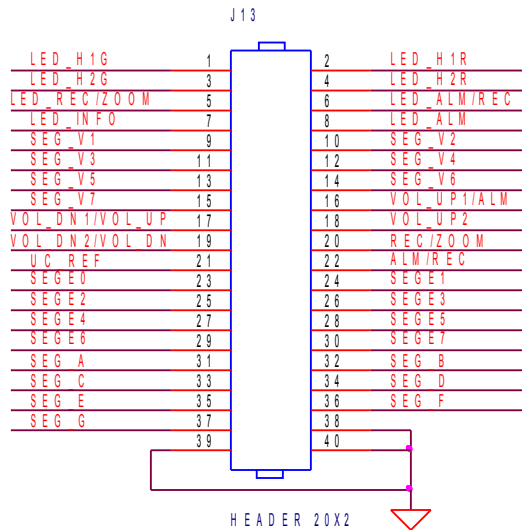 J13
LED_H1G 1 2 LED_H1R
LED_H2G 3 4 LED_H2R
LED_REC/ZOOM 5 6 LED_ALM/REC
LED_INFO 7 8 LED_ALM
SEG_V1 9 10 SEG_V2
SEG_V3 11 12 SEG_V4
SEG_V5 13 14 SEG_V6
SEG_V7 15 16 VOL_UP1/ALM
VOL_DN1/VOL_UP 17 18 VOL_UP2
VOL_DN2/VOL_DN 19 20 REC/ZOOM
UC_REF 21 22 ALM/REC
SEGE0 23 24 SEGE1
SEGE2 25 26 SEGE3
SEGE4 27 28 SEGE5
SEGE6 29 30 SEGE7
SEG_A 31 32 SEG_B
SEG_C 33 34 SEG_D
SEG_E 35 36 SEG_F
SEG_G 37 38
39 40
HEADER 20X2